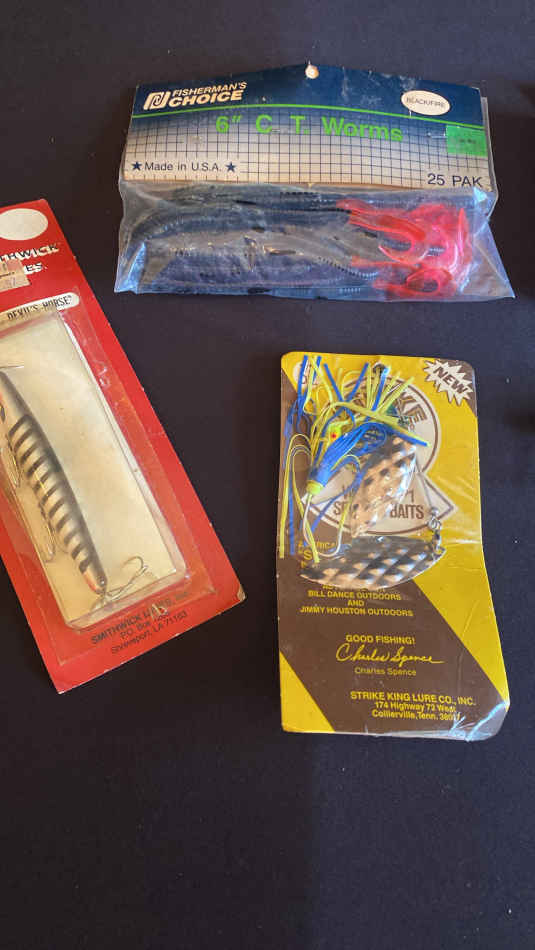 FISHERMAN'S
CHOICE
BLACK/FIRE
6" C. T. Worms
★ Made in U.S.A. ★
25 PAK
DEVIL'S HORSE
SMITHWICK
P.O. Box
Shreveport, LA 71163
NEW
BAITS
BILL DANCE OUTDOORS
AND
JIMMY HOUSTON OUTDOORS
GOOD FISHING!
Charles Spence
Charles Spence
STRIKE KING LURE CO., INC.
174 Highway 72 West
Collierville, Tenn.